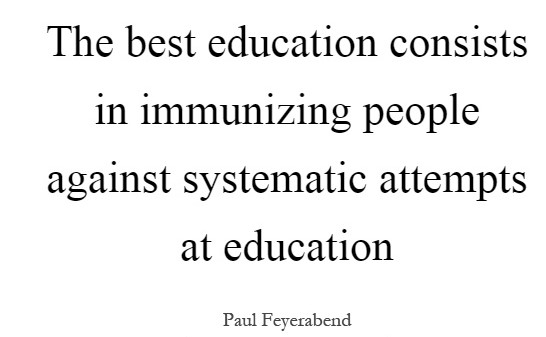 The best education consists
in immunizing people
against systematic attempts
at education
Paul Feyerabend